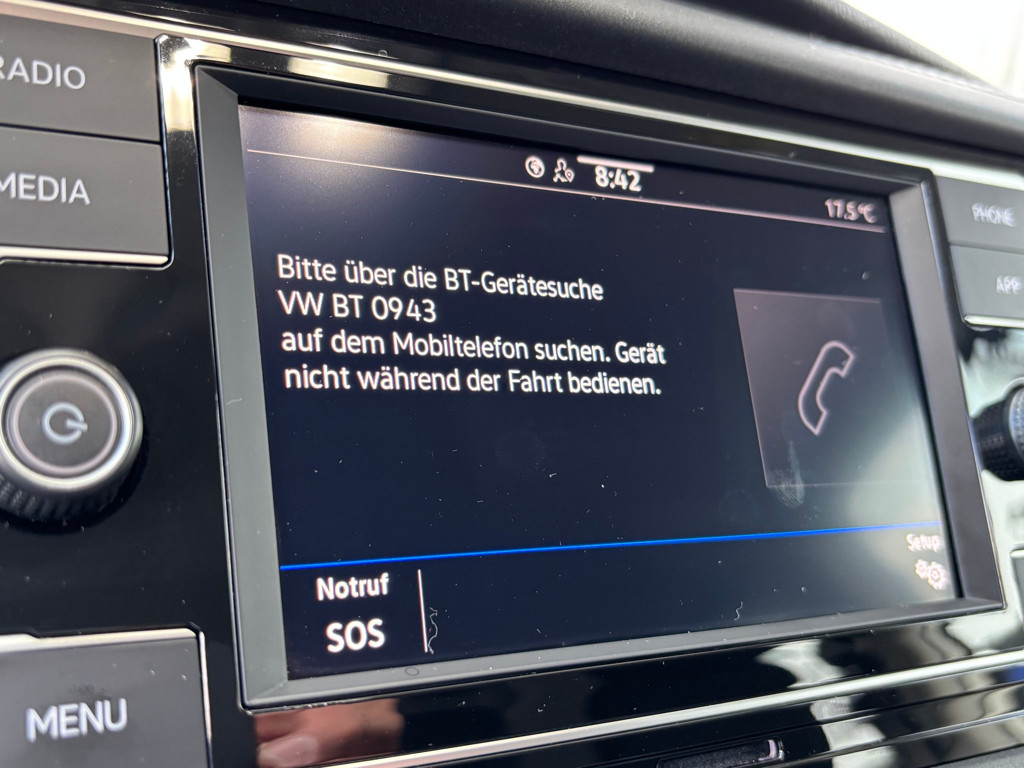 RADIO
MEDIA
8:42
17.5°C
PHONE
APP
Bitte über die BT-Gerätesuche
VW BT 0943
auf dem Mobiltelefon suchen. Gerät
nicht während der Fahrt bedienen.
Setup
Notruf
SOS
MENU